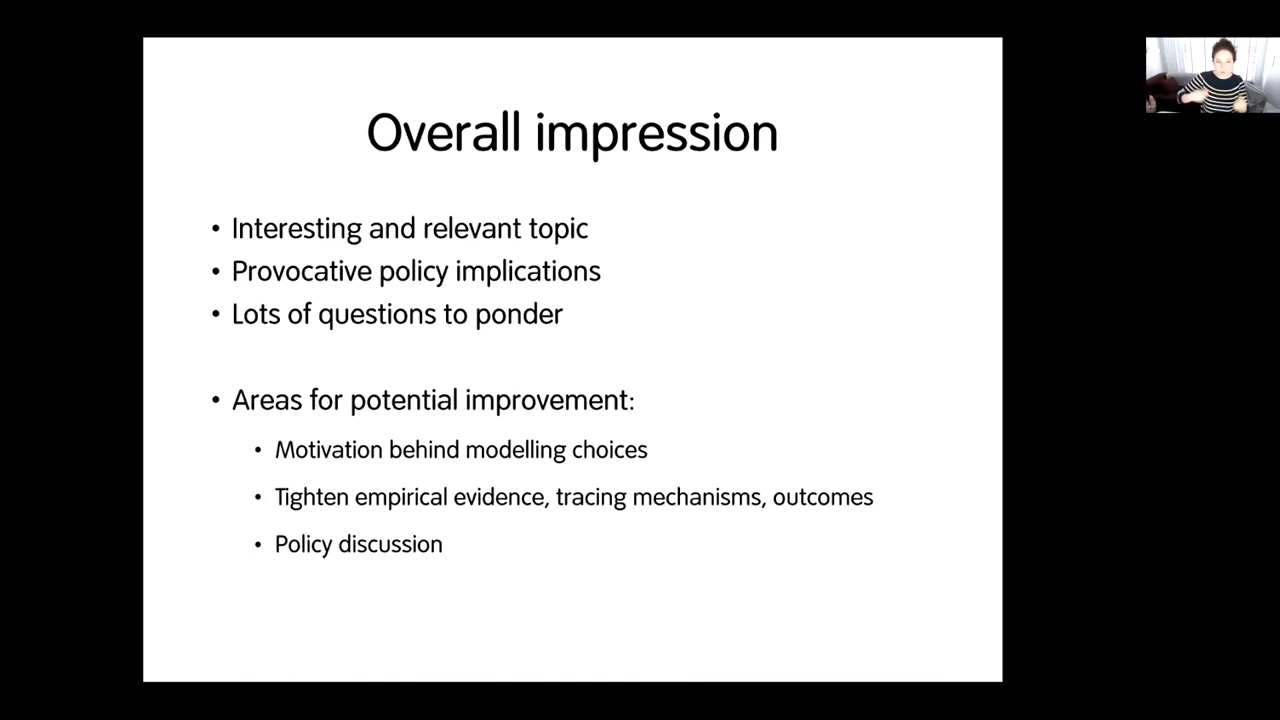 Overall impression
• Interesting and relevant topic
• Provocative policy implications
• Lots of questions to ponder
• Areas for potential improvement:
• Motivation behind modelling choices
• Tighten empirical evidence, tracing mechanisms, outcomes
• Policy discussion